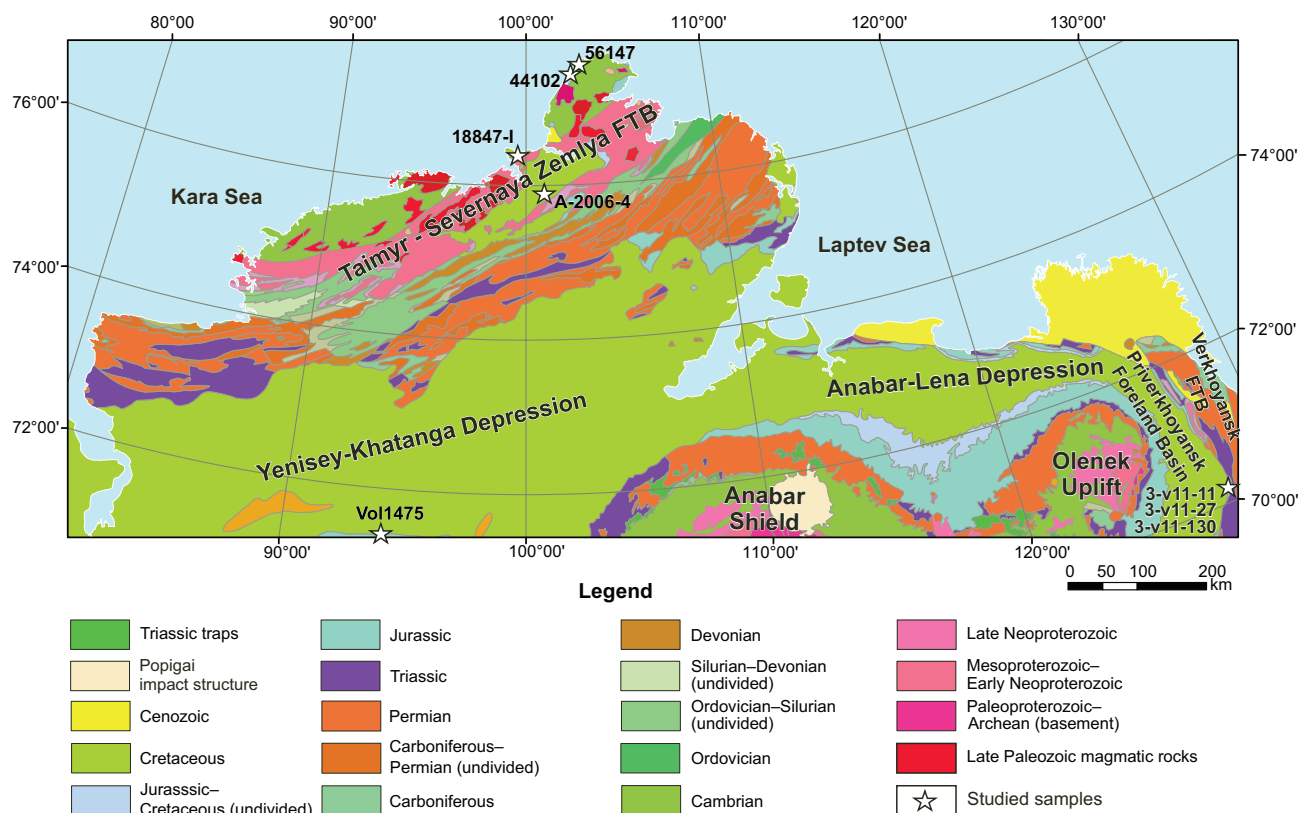 80°00'
90°00'
100°00'
110°00'
120°00'
130°00'
56147
44102
76°00'
18847-I
74°00'
Kara Sea
Taimyr - Severnaya Zemlya FTB
A-2006-4
Laptev Sea
74°00'
72°00'
Verkhoyansk
FTB
Priverkhoyansk
Foreland Basin
Anabar-Lena Depression
72°00'
Yenisey-Khatanga Depression
Olenek
Uplift
Anabar
Shield
3-v11-11
3-v11-27
3-v11-130
70°00'
Vol1475
90°00'
100°00'
110°00'
120°00'
0 50 100 200
km
Legend
Triassic traps
Popigai
impact structure
Cenozoic
Cretaceous
Jurasssic–
Cretaceous (undivided)
Jurassic
Triassic
Permian
Carboniferous–
Permian (undivided)
Carboniferous
Devonian
Silurian–Devonian
(undivided)
Ordovician–Silurian
(undivided)
Ordovician
Cambrian
Late Neoproterozoic
Mesoproterozoic–
Early Neoproterozoic
Paleoproterozoic–
Archean (basement)
Late Paleozoic magmatic rocks
Studied samples